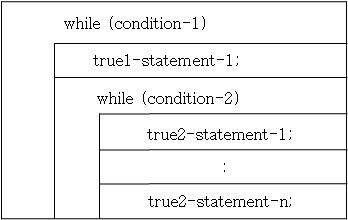 while (condition-1)
true1-statement-1;
while (condition-2)
true2-statement-1;
:
true2-statement-n;